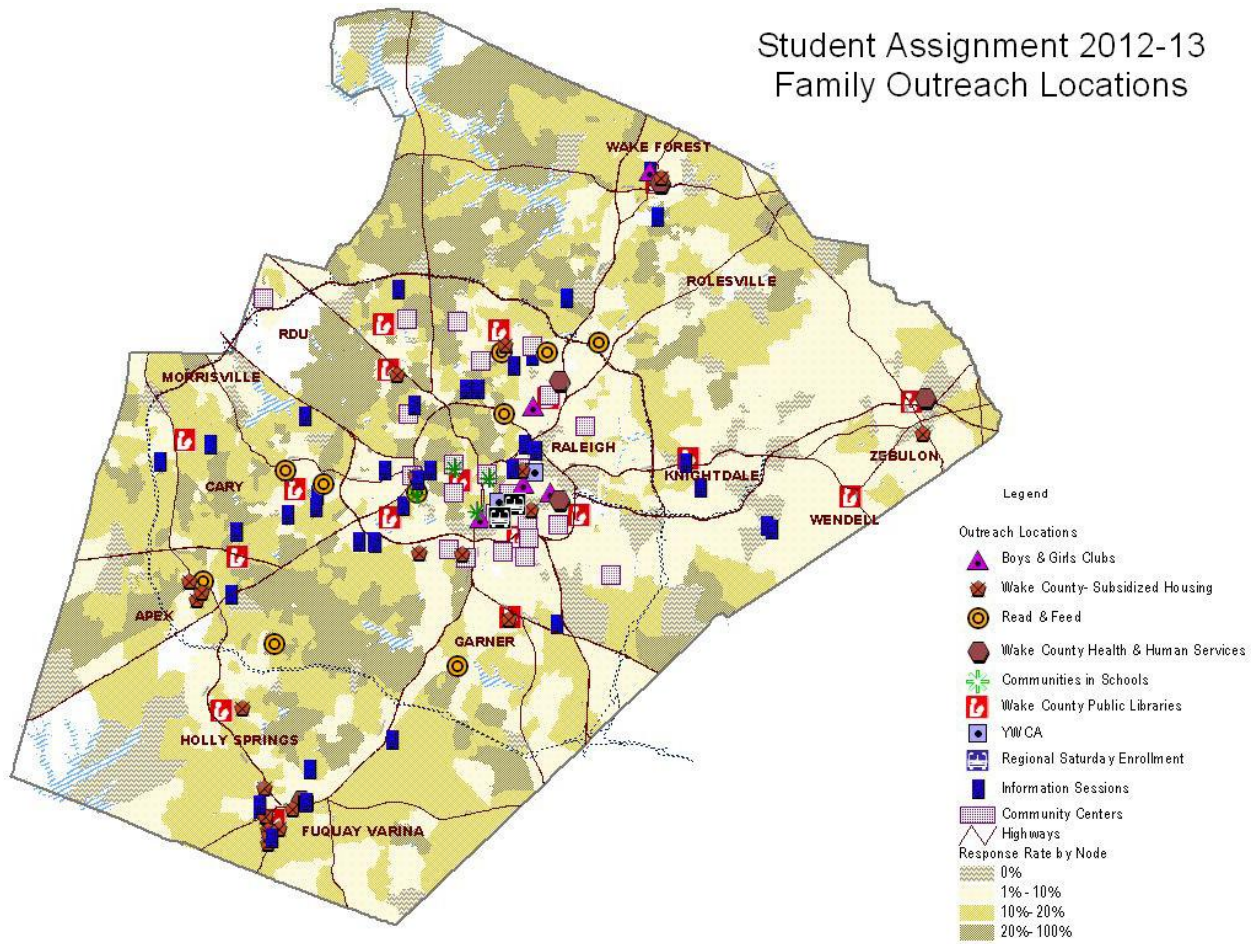 Student Assignment 2012-13
Family Outreach Locations
WAKE FOREST
ROLESVILLE
RDU
MORRISVILLE
RALEIGH
ZEBULON
KNIGHTDALE
CARY
WENDELL
APEX
GARNER
HOLLY SPRINGS
FUQUAY VARINA
Legend
Outreach Locations
Boys & Girls Clubs
Wake County- Subsidized Housing
Read & Feed
Wake County Health & Human Services
Communities in Schools
Wake County Public Libraries
YWCA
Regional Saturday Enrollment
Information Sessions
Community Centers
Highways
Response Rate by Node
0%
1% - 10%
10%- 20%
20%- 100%